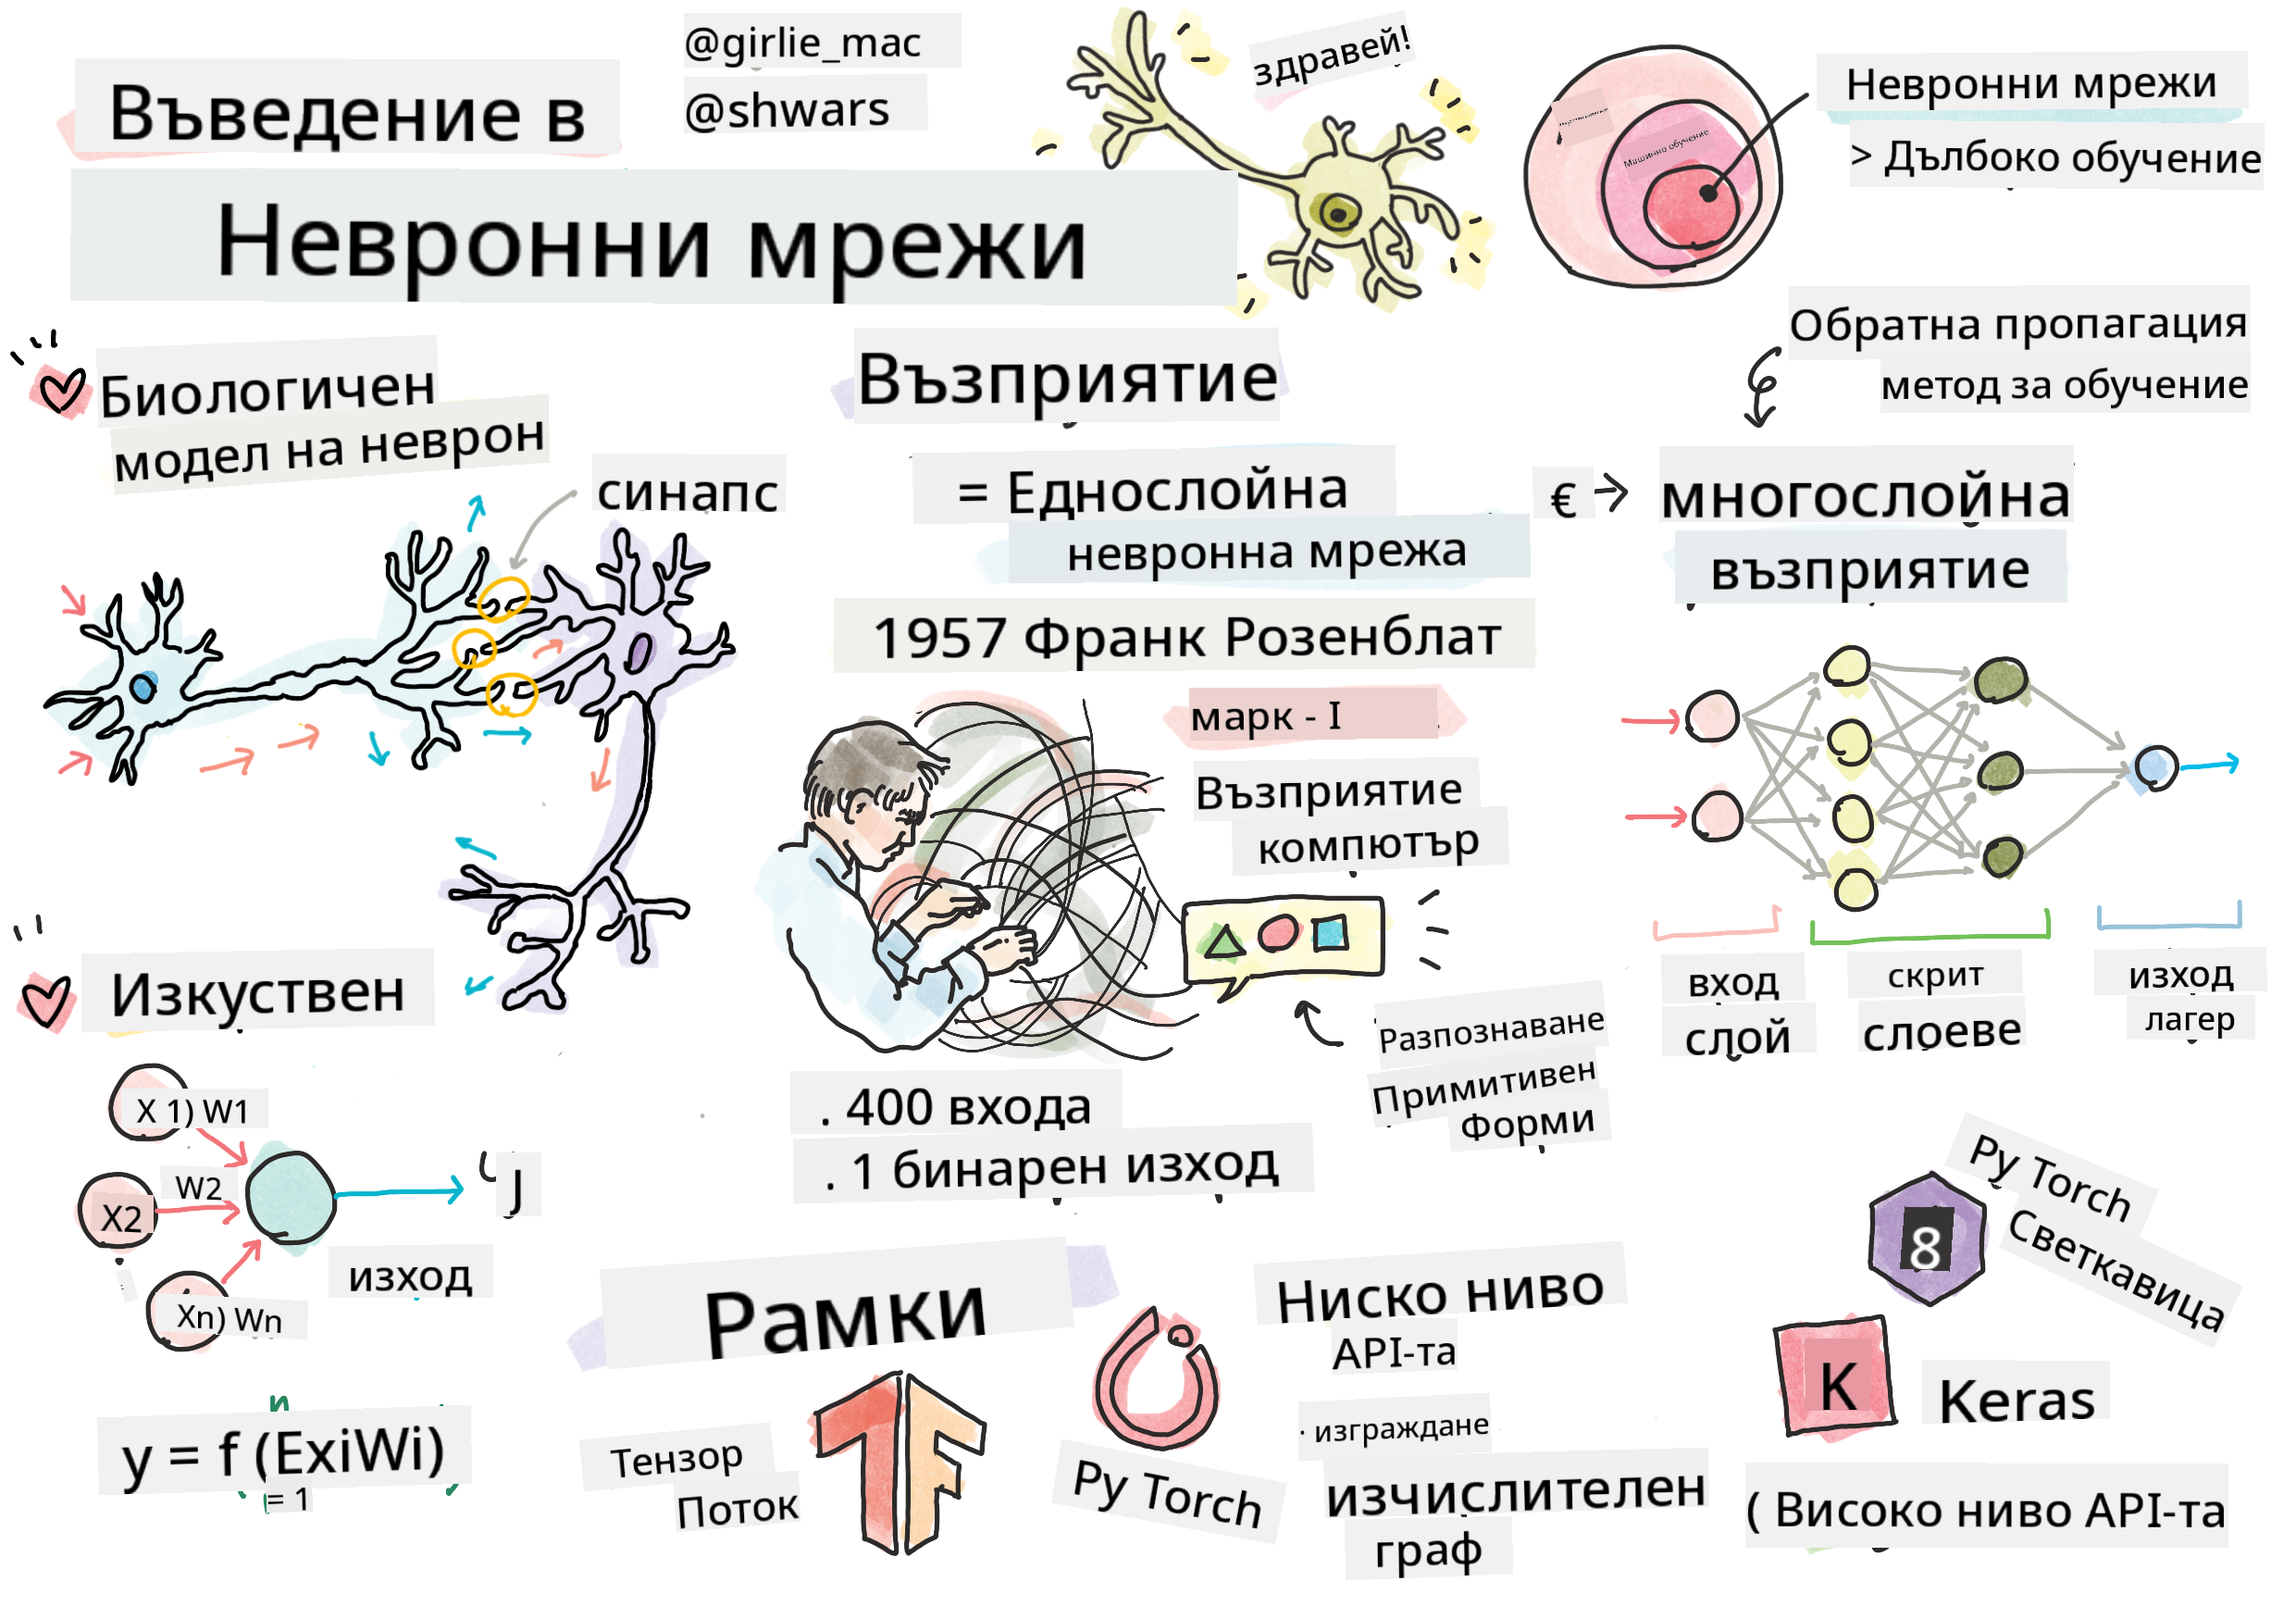 Въведение в
Невронни мрежи
@girlie_mac
@shwars
здравей!
Машинно обучение
Невронни мрежи
> Дълбоко обучение
Обратна пропагация
метод за обучение
Биологичен
модел на неврон
синапс
Възприятие
= Еднослойна
невронна мрежа
1957 Франк Розенблат
€
многослойна
възприятие
марк - I
Възприятие
компютър
Разпознаване
Примитивен
Форми
. 400 входа
. 1 бинарен изход
вход
слой
скрит
слоеве
изход
лагер
Изкуствен
X 1) W1
W2
X2
Xn) Wn
J
изход
n
y = f (ExiWi)
= 1
Рамки
Тензор
Поток
TF
Py Torch
Ниско ниво
API-та
· изграждане
изчислителен
граф
8
Py Torch
Светкавица
K
Keras
( Високо ниво API-та